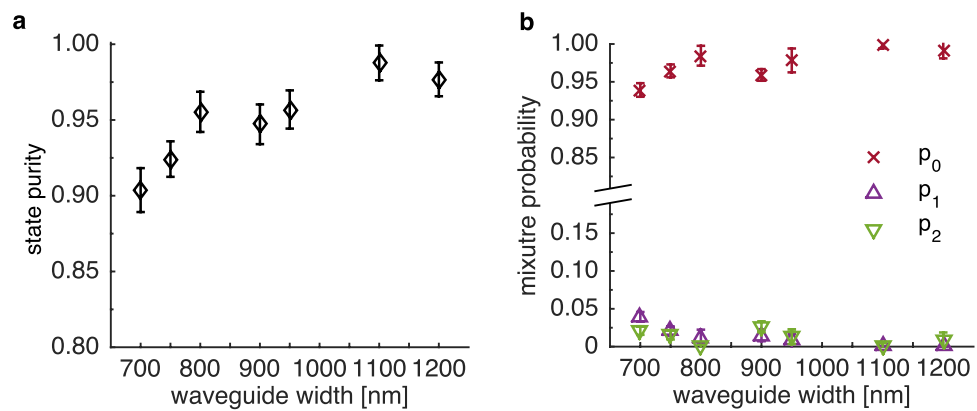 a
1.00
0.95
0.90
0.95
0.80
state purity
700
800
900
1000
1100
1200
waveguide width [nm]
b
1.00
0.95
0.90
0.85
0.15
0.10
0.05
0
mixutre probability
p0
p1
p2
700
800
900
1000
1100
1200
waveguide width [nm]